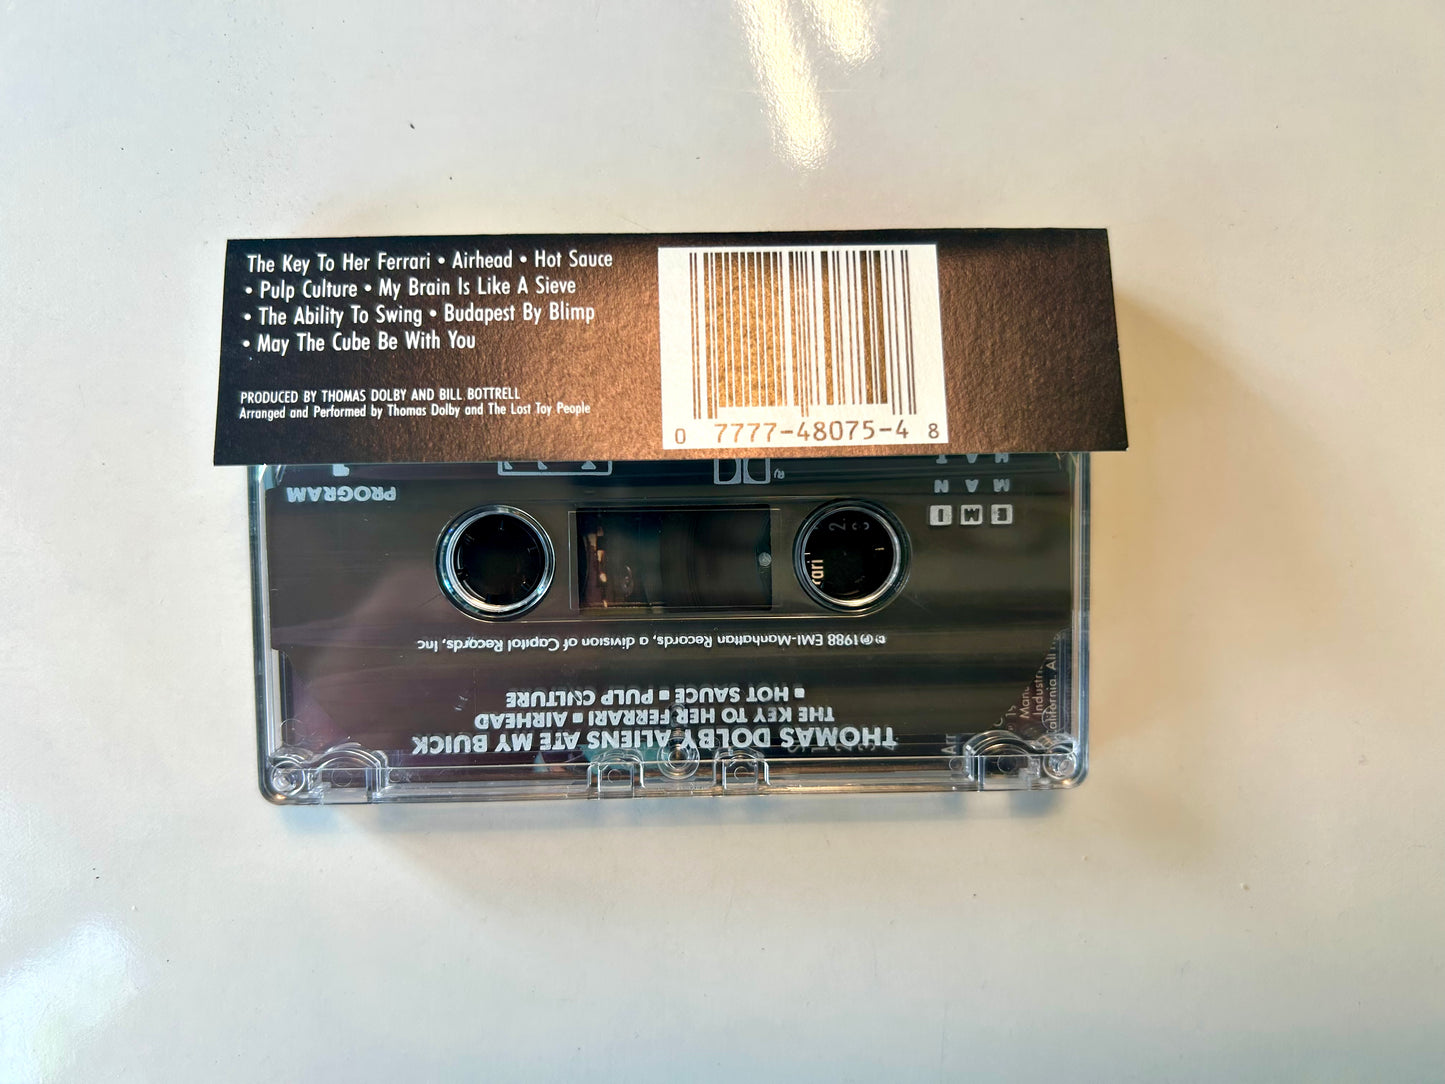 The Key To Her Ferrari • Airhead • Hot Sauce
• Pulp Culture • My Brain Is Like A Sieve
• The Ability To Swing • Budapest By Blimp
• May The Cube Be With You
PRODUCED BY THOMAS DOLBY AND BILL BOTTRELL
Arranged and Performed by Thomas Dolby and The Lost Toy People
0 7777-48075-4 8
THOMAS DOLBY ALIENS ATE MY BUICK
THE KEY TO HER FERRARI ▪ AIRHEAD
▪ HOT SAUCE ▪ PULP CULTURE
©℗1988 EMI-Manhattan Records, a division of Capitol Records, Inc
EMI
MAN
HAT
PROGRAM
1
rari